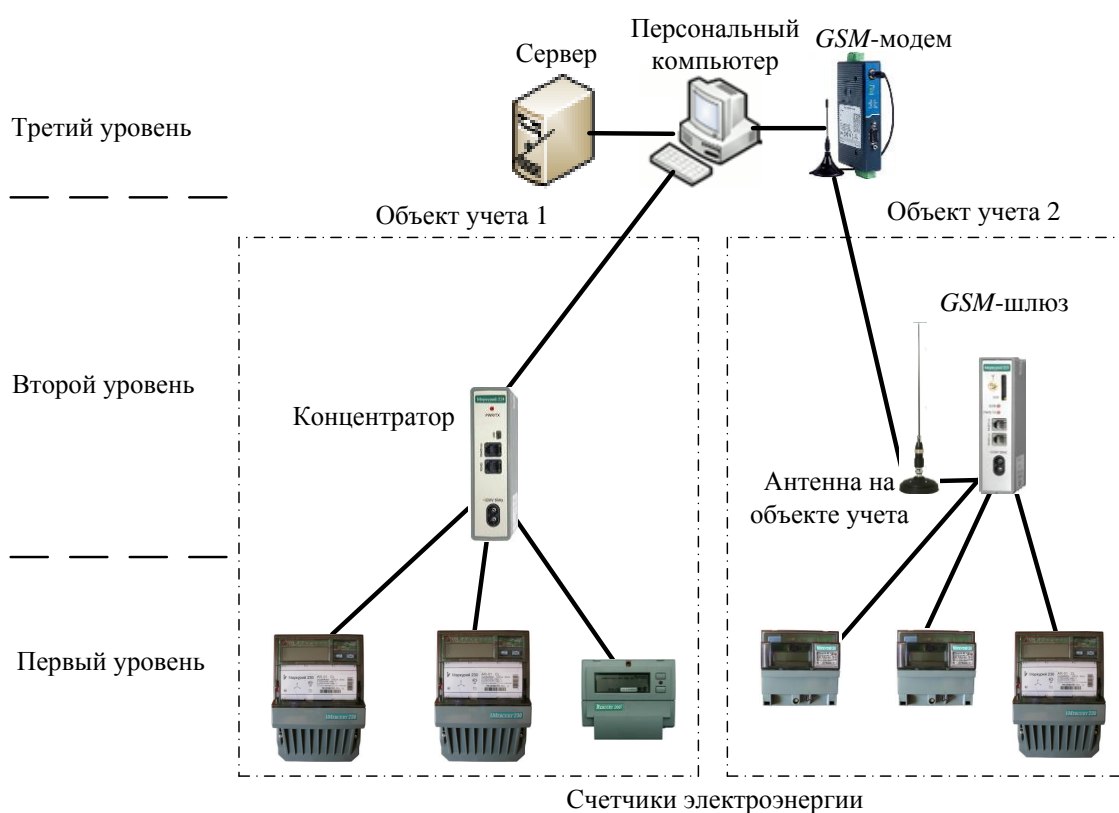 Персональный
компьютер
GSM-модем
Сервер
Третий уровень
Объект учета 1
Объект учета 2
GSM-шлюз
Второй уровень
Концентратор
Антенна на
объекте учета
Первый уровень
Счетчики электроэнергии